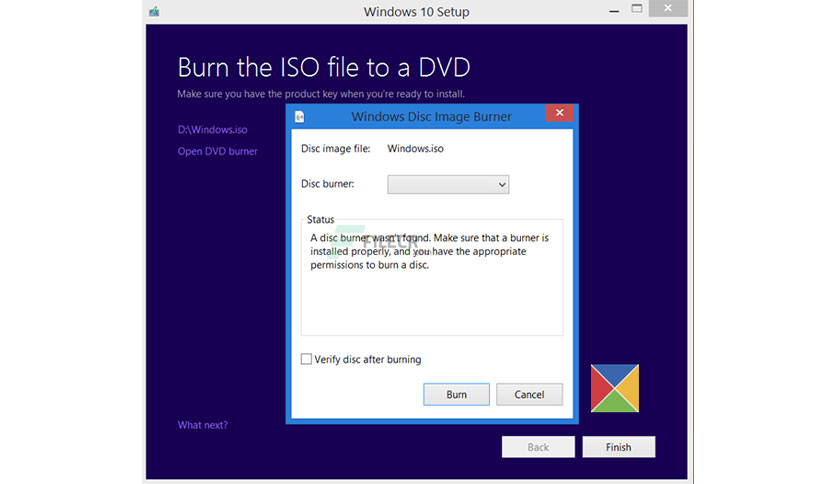 Windows 10 Setup
Burn the ISO file to a DVD
Make sure you have the product key when you're ready to install.
D:\Windows.iso
Open DVD burner
Windows Disc Image Burner
Disc image file: Windows.iso
Disc burner:
Status
A disc burner wasn't found. Make sure that a burner is
installed properly, and you have the appropriate
permissions to burn a disc.
FILECR
Verify disc after burning
Burn Cancel
What next?
Back Finish